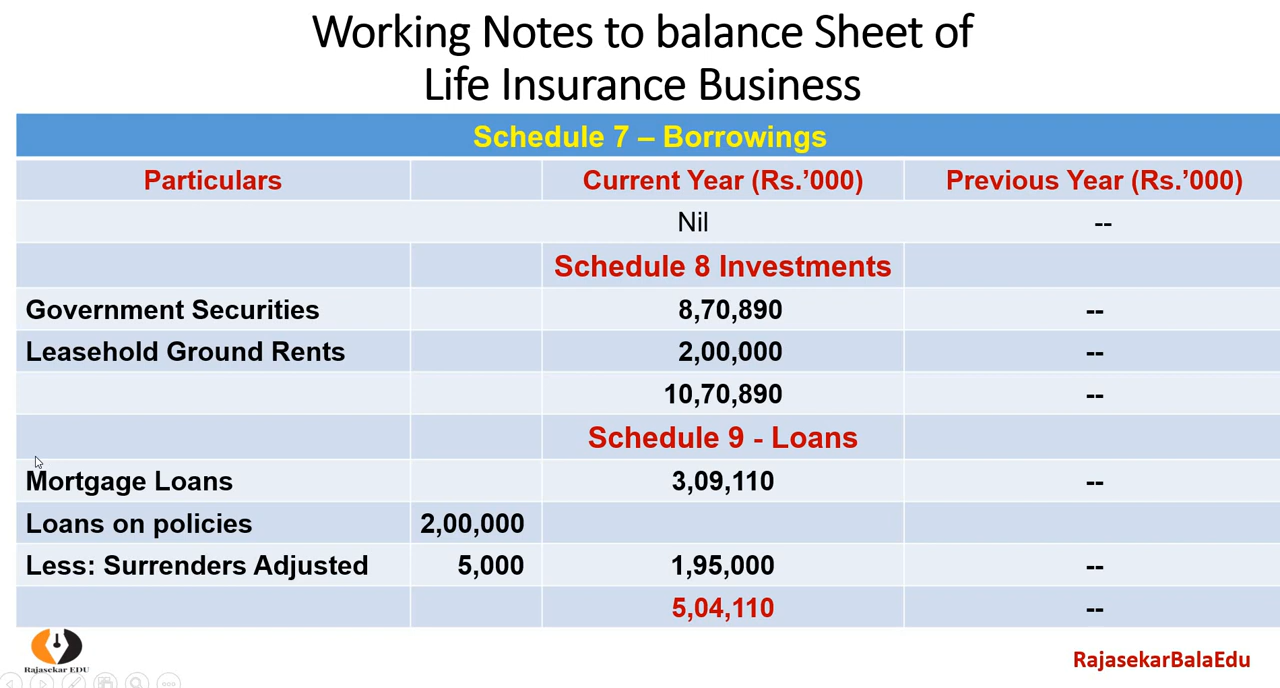 Working Notes to balance Sheet of
Life Insurance Business
Schedule 7 – Borrowings
Particulars Current Year (Rs.’000) Previous Year (Rs.’000)
Nil --
Schedule 8 Investments
Government Securities 8,70,890 --
Leasehold Ground Rents 2,00,000 --
10,70,890 --
Schedule 9 - Loans
Mortgage Loans 3,09,110 --
Loans on policies 2,00,000
Less: Surrenders Adjusted 5,000 1,95,000 --
5,04,110 --
Rajasekar EDU
RajasekarBalaEdu